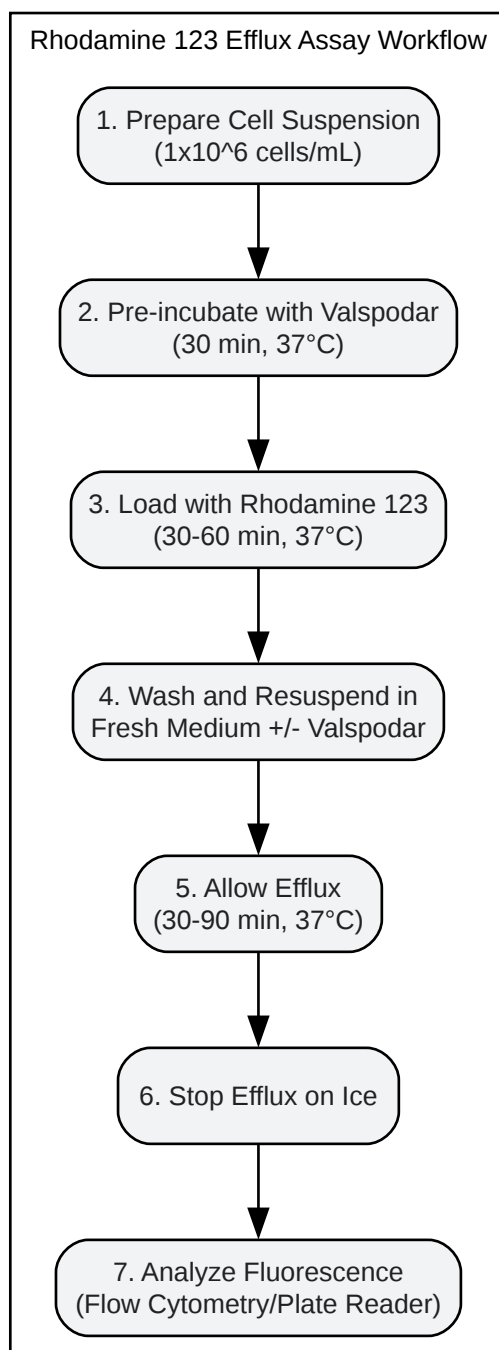 Rhodamine 123 Efflux Assay Workflow
1. Prepare Cell Suspension
(1x10^6 cells/mL)
2. Pre-incubate with Valspodar
(30 min, 37°C)
3. Load with Rhodamine 123
(30-60 min, 37°C)
4. Wash and Resuspend in
Fresh Medium +/- Valspodar
5. Allow Efflux
(30-90 min, 37°C)
6. Stop Efflux on Ice
7. Analyze Fluorescence
(Flow Cytometry/Plate Reader)